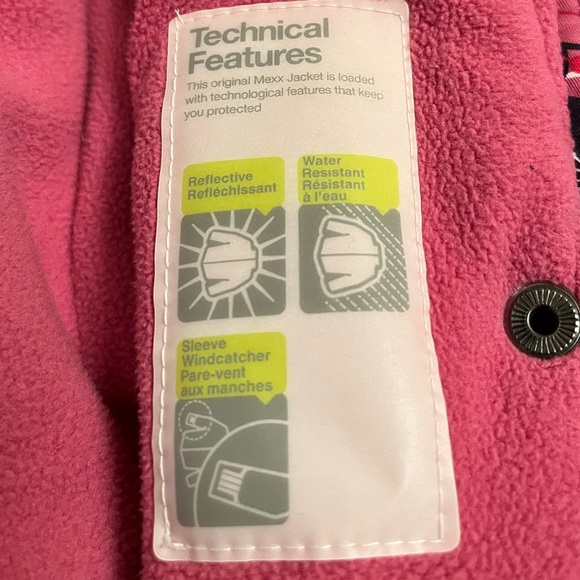 Technical
Features
This original Mexx Jacket is loaded
with technological features that keep
you protected
Reflective
Refléchissant
Water
Resistant
Résistant
à l'eau
Sleeve
Windcatcher
Pare-vent
aux manches